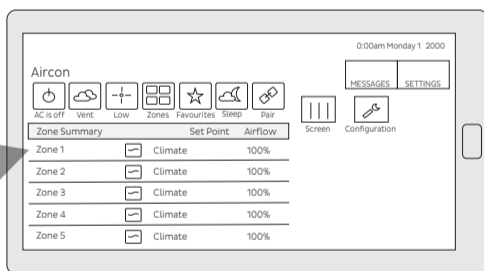 0:00am Monday 1 2000
Aircon
MESSAGES SETTINGS
AC is off Vent Low Zones Favourites Sleep Pair
Screen Configuration
Zone Summary Set Point Airflow
Zone 1 Climate 100%
Zone 2 Climate 100%
Zone 3 Climate 100%
Zone 4 Climate 100%
Zone 5 Climate 100%